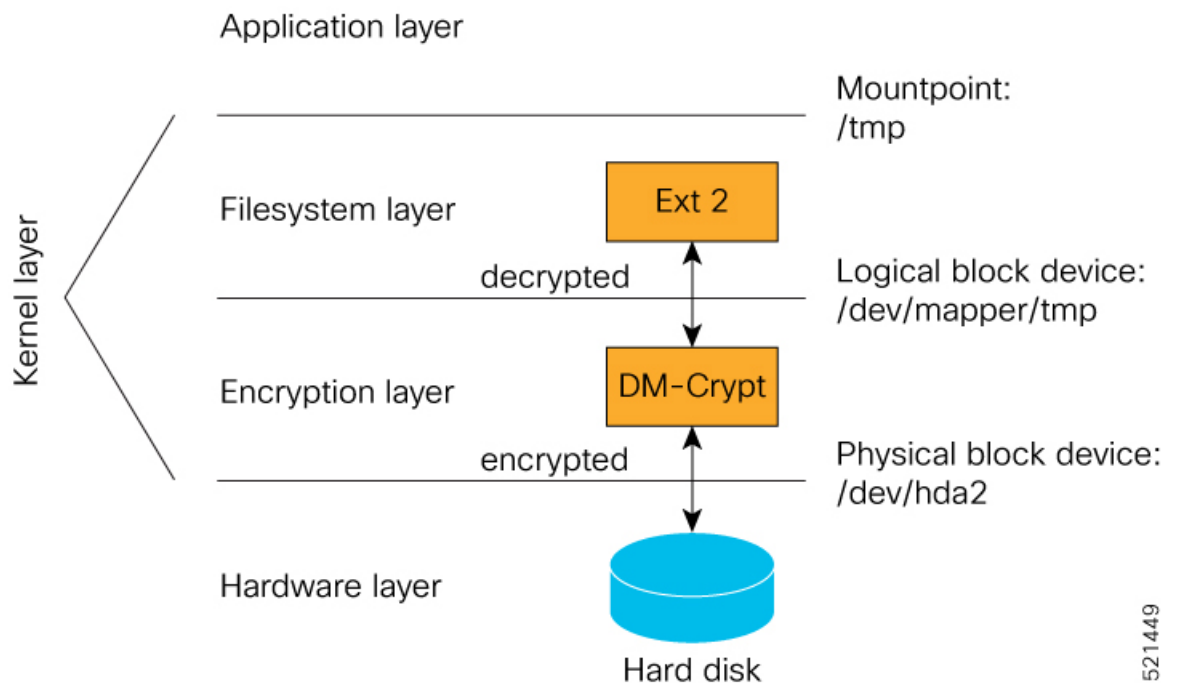 Application layer
Mountpoint:
/tmp
Kernel layer
Filesystem layer
Ext 2
decrypted
Logical block device:
/dev/mapper/tmp
Encryption layer
DM-Crypt
encrypted
Physical block device:
/dev/hda2
Hardware layer
Hard disk
521449